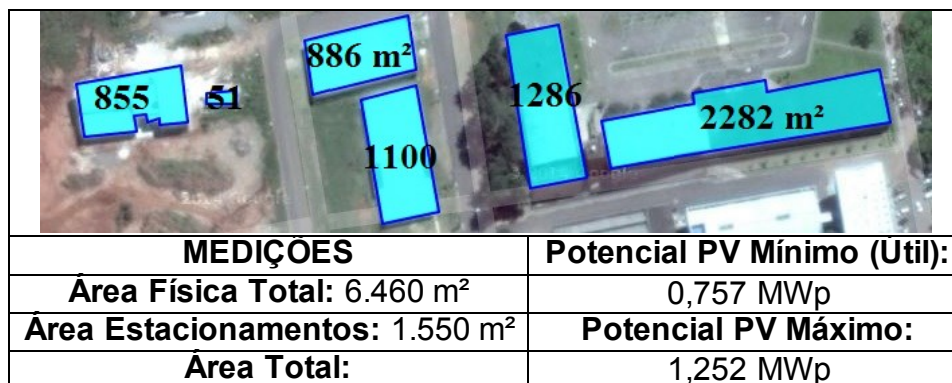 886 m²
855
51
1286
2282 m²
1100
MEDIÇÕES
Potencial PV Mínimo (Útil):
Área Física Total: 6.460 m²
0,757 MWp
Área Estacionamentos: 1.550 m²
Potencial PV Máximo:
Área Total:
1,252 MWp